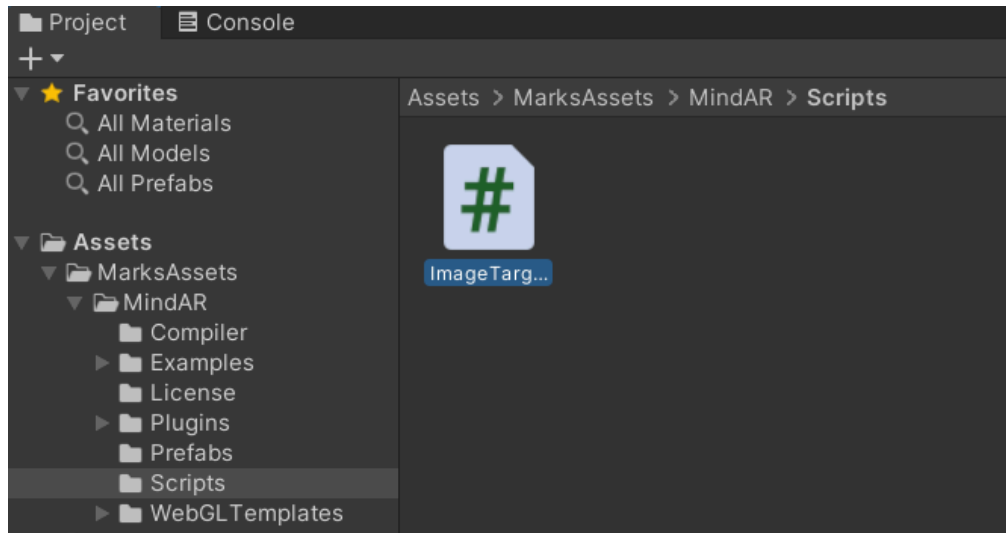 Project Console
Favorites
All Materials
All Models
All Prefabs
Assets
MarksAssets
MindAR
Compiler
Examples
License
Plugins
Prefabs
Scripts
WebGLTemplates
Assets > MarksAssets > MindAR > Scripts
#
ImageTarg...